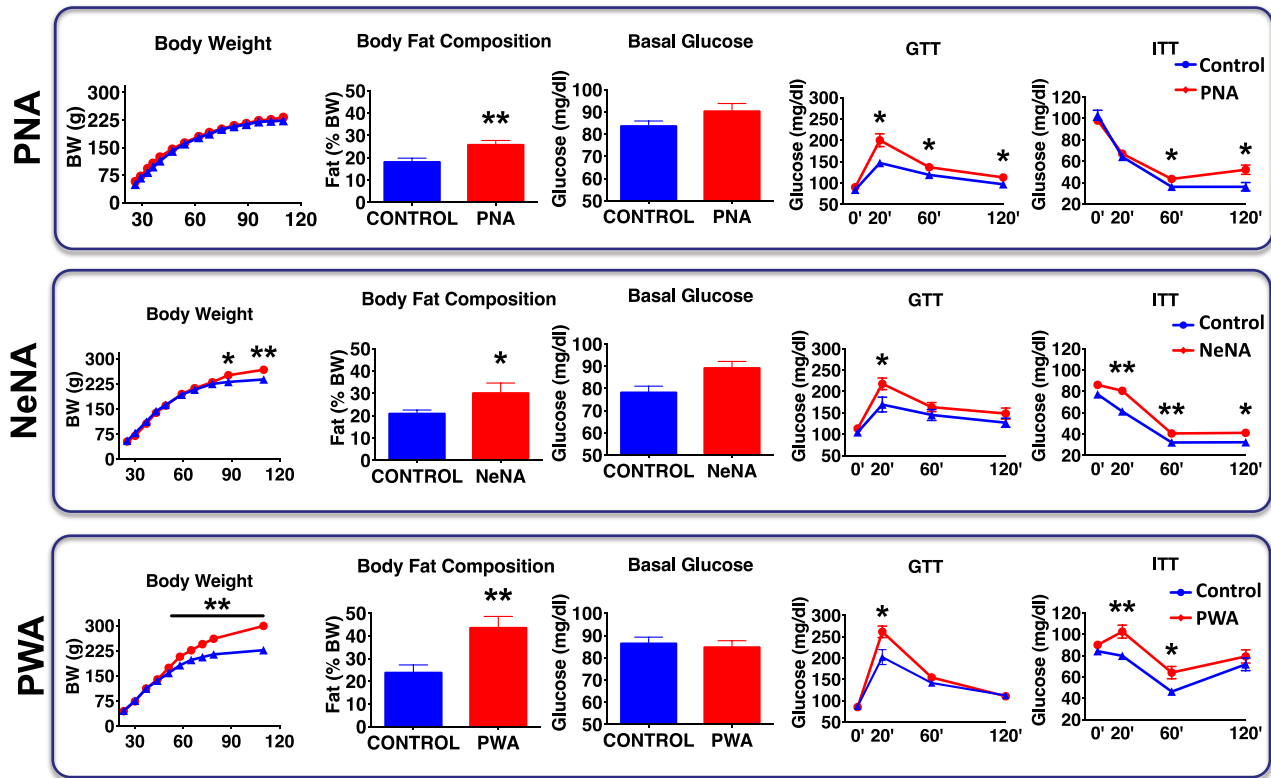 PNA
Body Weight
BW (g)
300
225
150
75
0
30 60 90 120
Body Fat Composition
**
Fat (% BW)
50
40
30
20
10
0
CONTROL PNA
Basal Glucose
Glucose (mg/dl)
100
90
80
70
60
50
CONTROL PNA
GTT
* * *
Glucose (mg/dl)
300
250
200
150
100
50
0' 20' 60' 120'
ITT
Control
PNA
* *
Glusose (mg/dl)
120
100
80
60
40
20
0' 20' 60' 120'
NeNA
Body Weight
* **
BW (g)
300
225
150
75
0
30 60 90 120
Body Fat Composition
*
Fat (% BW)
50
40
30
20
10
0
CONTROL NeNA
Basal Glucose
Glucose (mg/dl)
100
90
80
70
60
50
CONTROL NeNA
GTT
*
Glucose (mg/dl)
300
250
200
150
100
50
0' 20' 60' 120'
ITT
Control
NeNA
** ** *
Glucose (mg/dl)
120
100
80
60
40
20
0' 20' 60' 120'
PWA
Body Weight
**
BW (g)
300
225
150
75
0
30 60 90 120
Body Fat Composition
**
Fat (% BW)
50
40
30
20
10
0
CONTROL PWA
Basal Glucose
Glucose (mg/dl)
100
90
80
70
60
50
CONTROL PWA
GTT
*
Glucose (mg/dl)
300
250
200
150
100
50
0' 20' 60' 120'
ITT
Control
PWA
** *
Glucose (mg/dl)
120
100
80
60
40
20
0' 20' 60' 120'